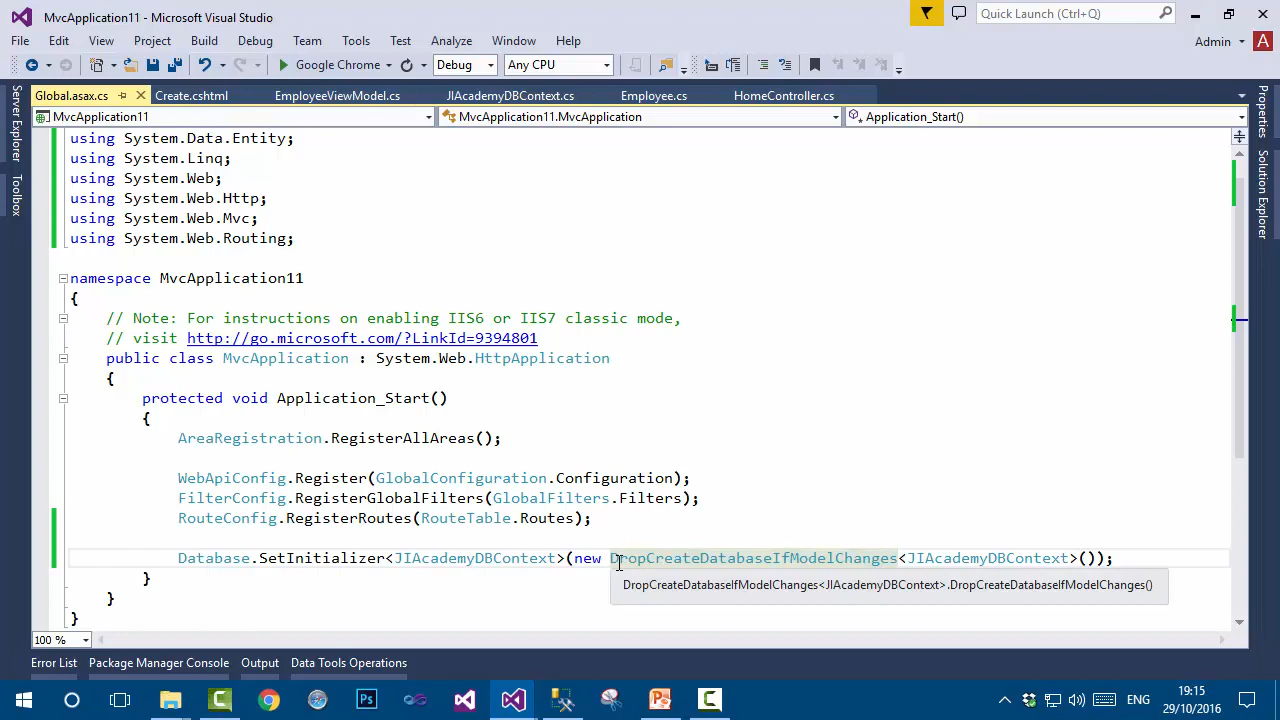 MvcApplication11 - Microsoft Visual Studio
Quick Launch (Ctrl+Q)
File Edit View Project Build Debug Team Tools Test Analyze Window Help
Admin A
Google Chrome Debug Any CPU
Global.asax.cs Create.cshtml EmployeeViewModel.cs JIAcademyDBContext.cs Employee.cs HomeController.cs
MvcApplication11 MvcApplication11.MvcApplication Application_Start()
Server Explorer
Toolbox
Properties
Solution Explorer
using System.Data.Entity;
using System.Linq;
using System.Web;
using System.Web.Http;
using System.Web.Mvc;
using System.Web.Routing;
namespace MvcApplication11
{
// Note: For instructions on enabling IIS6 or IIS7 classic mode,
// visit http://go.microsoft.com/?LinkId=9394801
public class MvcApplication : System.Web.HttpApplication
{
protected void Application_Start()
{
AreaRegistration.RegisterAllAreas();
WebApiConfig.Register(GlobalConfiguration.Configuration);
FilterConfig.RegisterGlobalFilters(GlobalFilters.Filters);
RouteConfig.RegisterRoutes(RouteTable.Routes);
Database.SetInitializer<JIAcademyDBContext>(new DropCreateDatabaseIfModelChanges<JIAcademyDBContext>());
}
DropCreateDatabaseIfModelChanges<JIAcademyDBContext>.DropCreateDatabaseIfModelChanges()
}
}
100 %
Error List Package Manager Console Output Data Tools Operations
ENG
19:15
29/10/2016